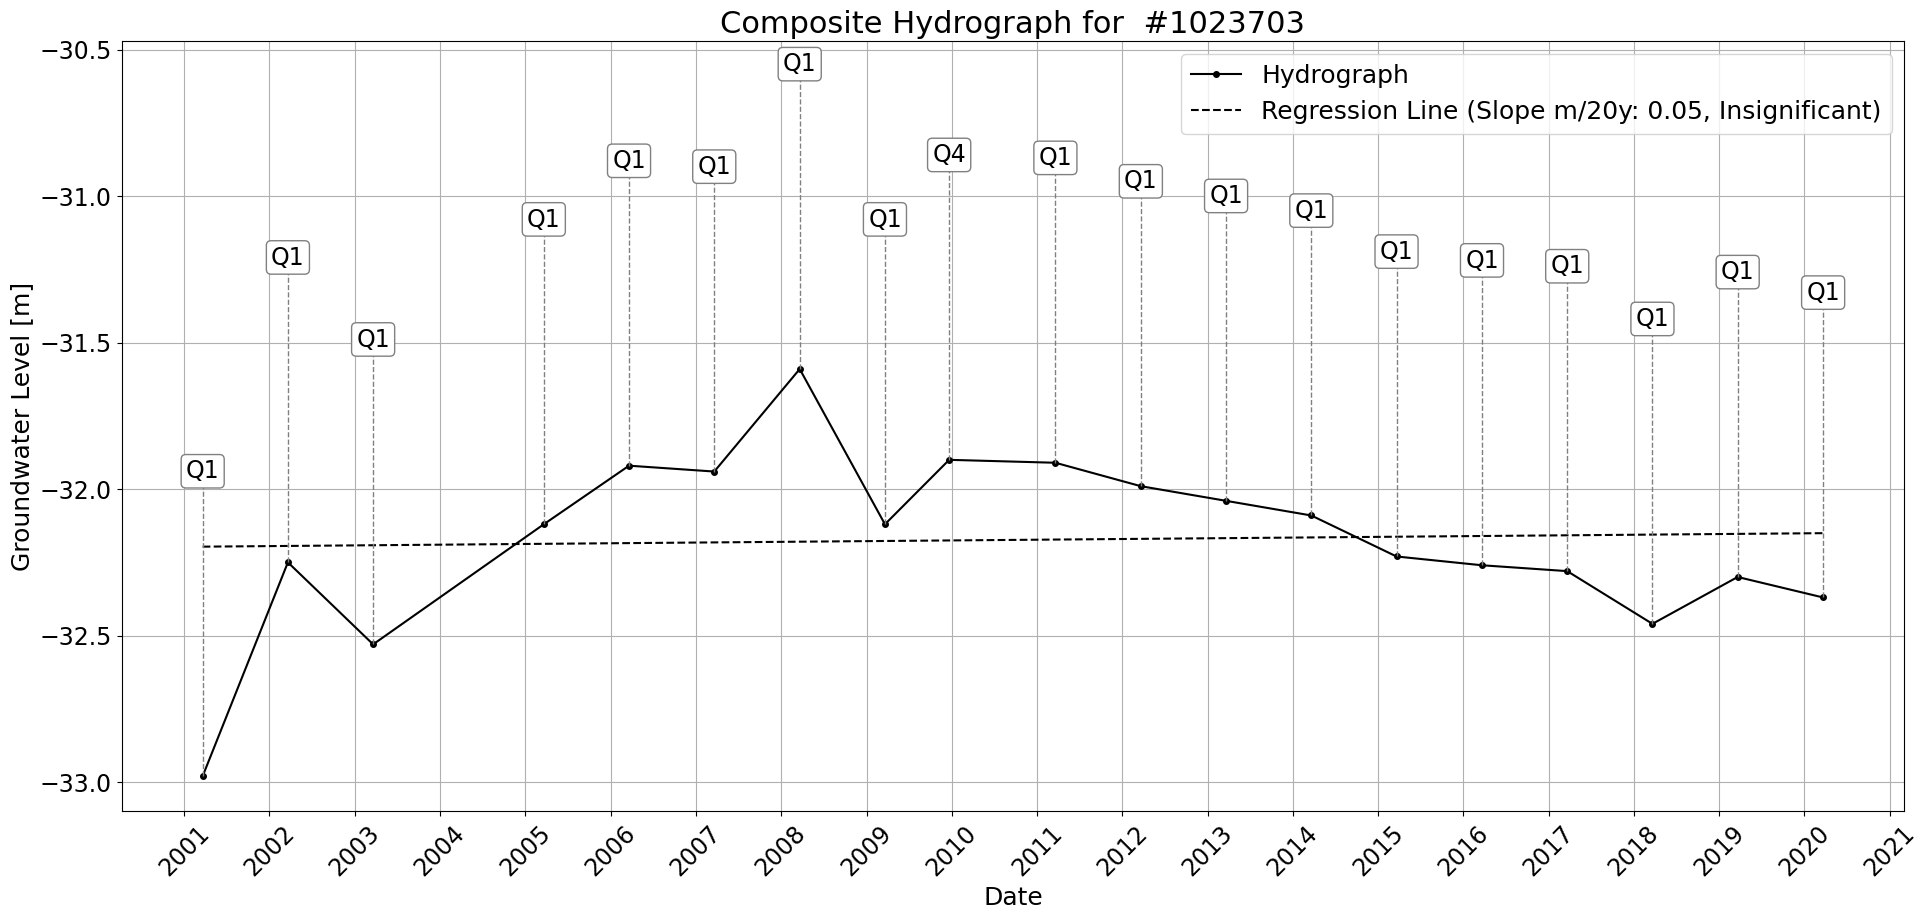 Composite Hydrograph for  #1023703
Hydrograph
Regression Line (Slope m/20y: 0.05, Insignificant)
Groundwater Level [m]
−30.5
−31.0
−31.5
−32.0
−32.5
−33.0
Q1
Q1
Q1
Q1
Q1
Q1
Q1
Q1
Q4
Q1
Q1
Q1
Q1
Q1
Q1
Q1
Q1
Q1
Q1
2001
2002
2003
2004
2005
2006
2007
2008
2009
2010
2011
2012
2013
2014
2015
2016
2017
2018
2019
2020
2021
Date